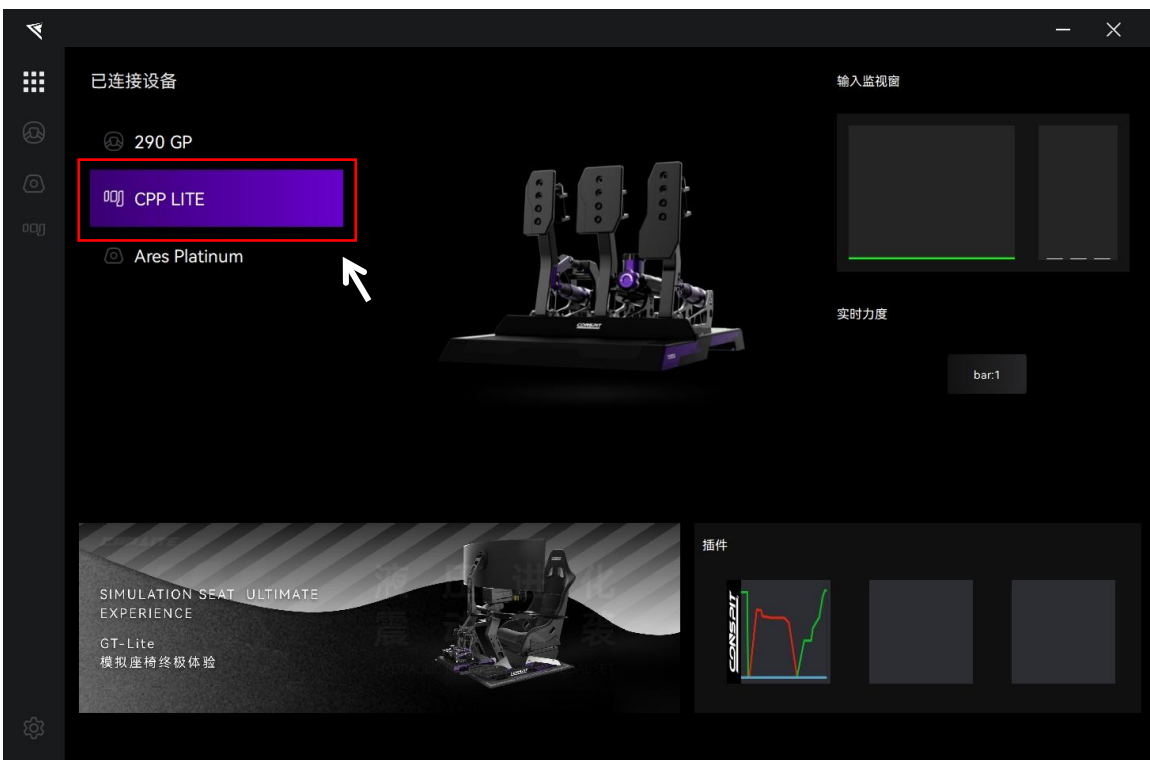 已连接设备
290 GP
CPP LITE
Ares Platinum
输入监视窗
实时力度
bar:1
CONSPIT
SIMULATION SEAT ULTIMATE
EXPERIENCE
GT-Lite
模拟座椅终极体验
插件
CONSPIT